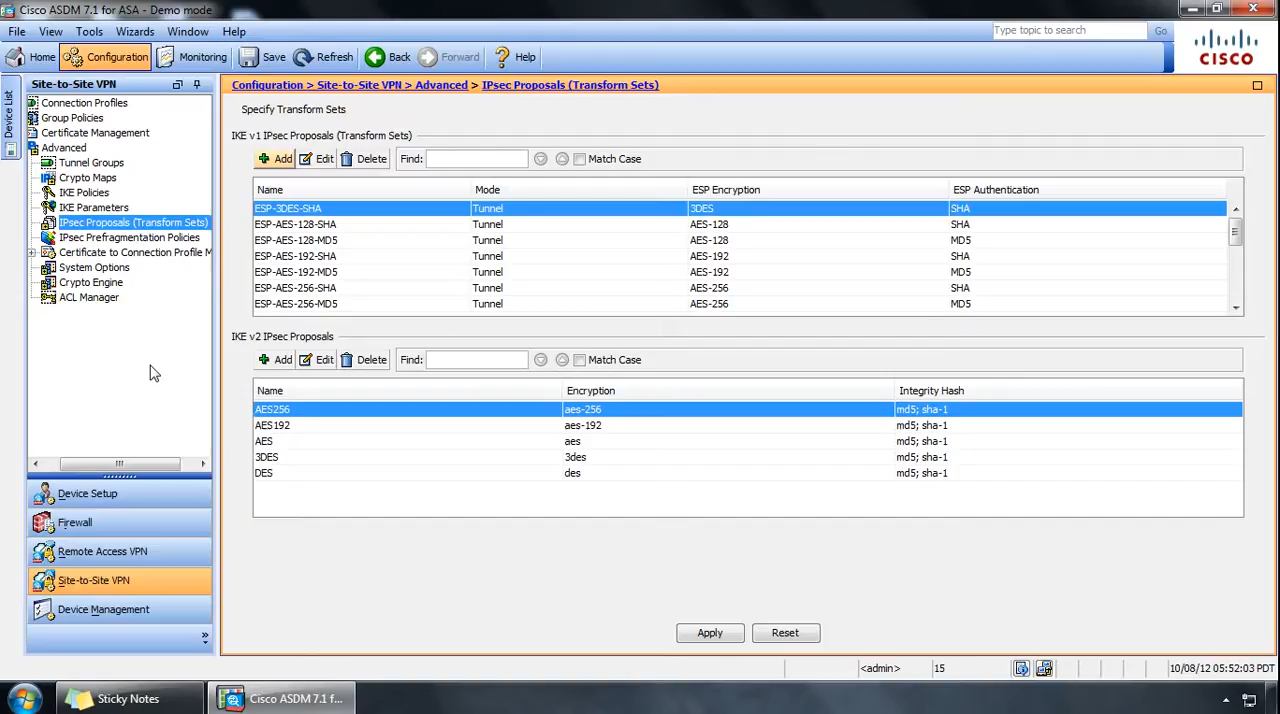 Cisco ASDM 7.1 for ASA - Demo mode
File View Tools Wizards Window Help
Type to search Go
CISCO
Home Configuration Monitoring Save Refresh Back Forward Help
Device List
Site-to-Site VPN
Connection Profiles
Group Policies
Certificate Management
Advanced
Tunnel Groups
Crypto Maps
IKE Policies
IKE Parameters
IPsec Proposals (Transform Sets)
IPsec Prefragmentation Policies
Certificate to Connection Profile M
System Options
Crypto Engine
ACL Manager
Device Setup
Firewall
Remote Access VPN
Site-to-Site VPN
Device Management
Configuration > Site-to-Site VPN > Advanced > IPsec Proposals (Transform Sets)
Specify Transform Sets
IKE v1 IPsec Proposals (Transform Sets)
Add Edit Delete Find: Match Case
Name Mode ESP Encryption ESP Authentication
ESP-3DES-SHA Tunnel 3DES SHA
ESP-AES-128-SHA Tunnel AES-128 SHA
ESP-AES-128-MD5 Tunnel AES-128 MD5
ESP-AES-192-SHA Tunnel AES-192 SHA
ESP-AES-192-MD5 Tunnel AES-192 MD5
ESP-AES-256-SHA Tunnel AES-256 SHA
ESP-AES-256-MD5 Tunnel AES-256 MD5
IKE v2 IPsec Proposals
Add Edit Delete Find: Match Case
Name Encryption Integrity Hash
AES256 aes-256 md5; sha-1
AES192 aes-192 md5; sha-1
AES aes md5; sha-1
3DES 3des md5; sha-1
DES des md5; sha-1
Apply Reset
<admin> 15 10/08/12 05:52:03 PDT
Sticky Notes Cisco ASDM 7.1 f...